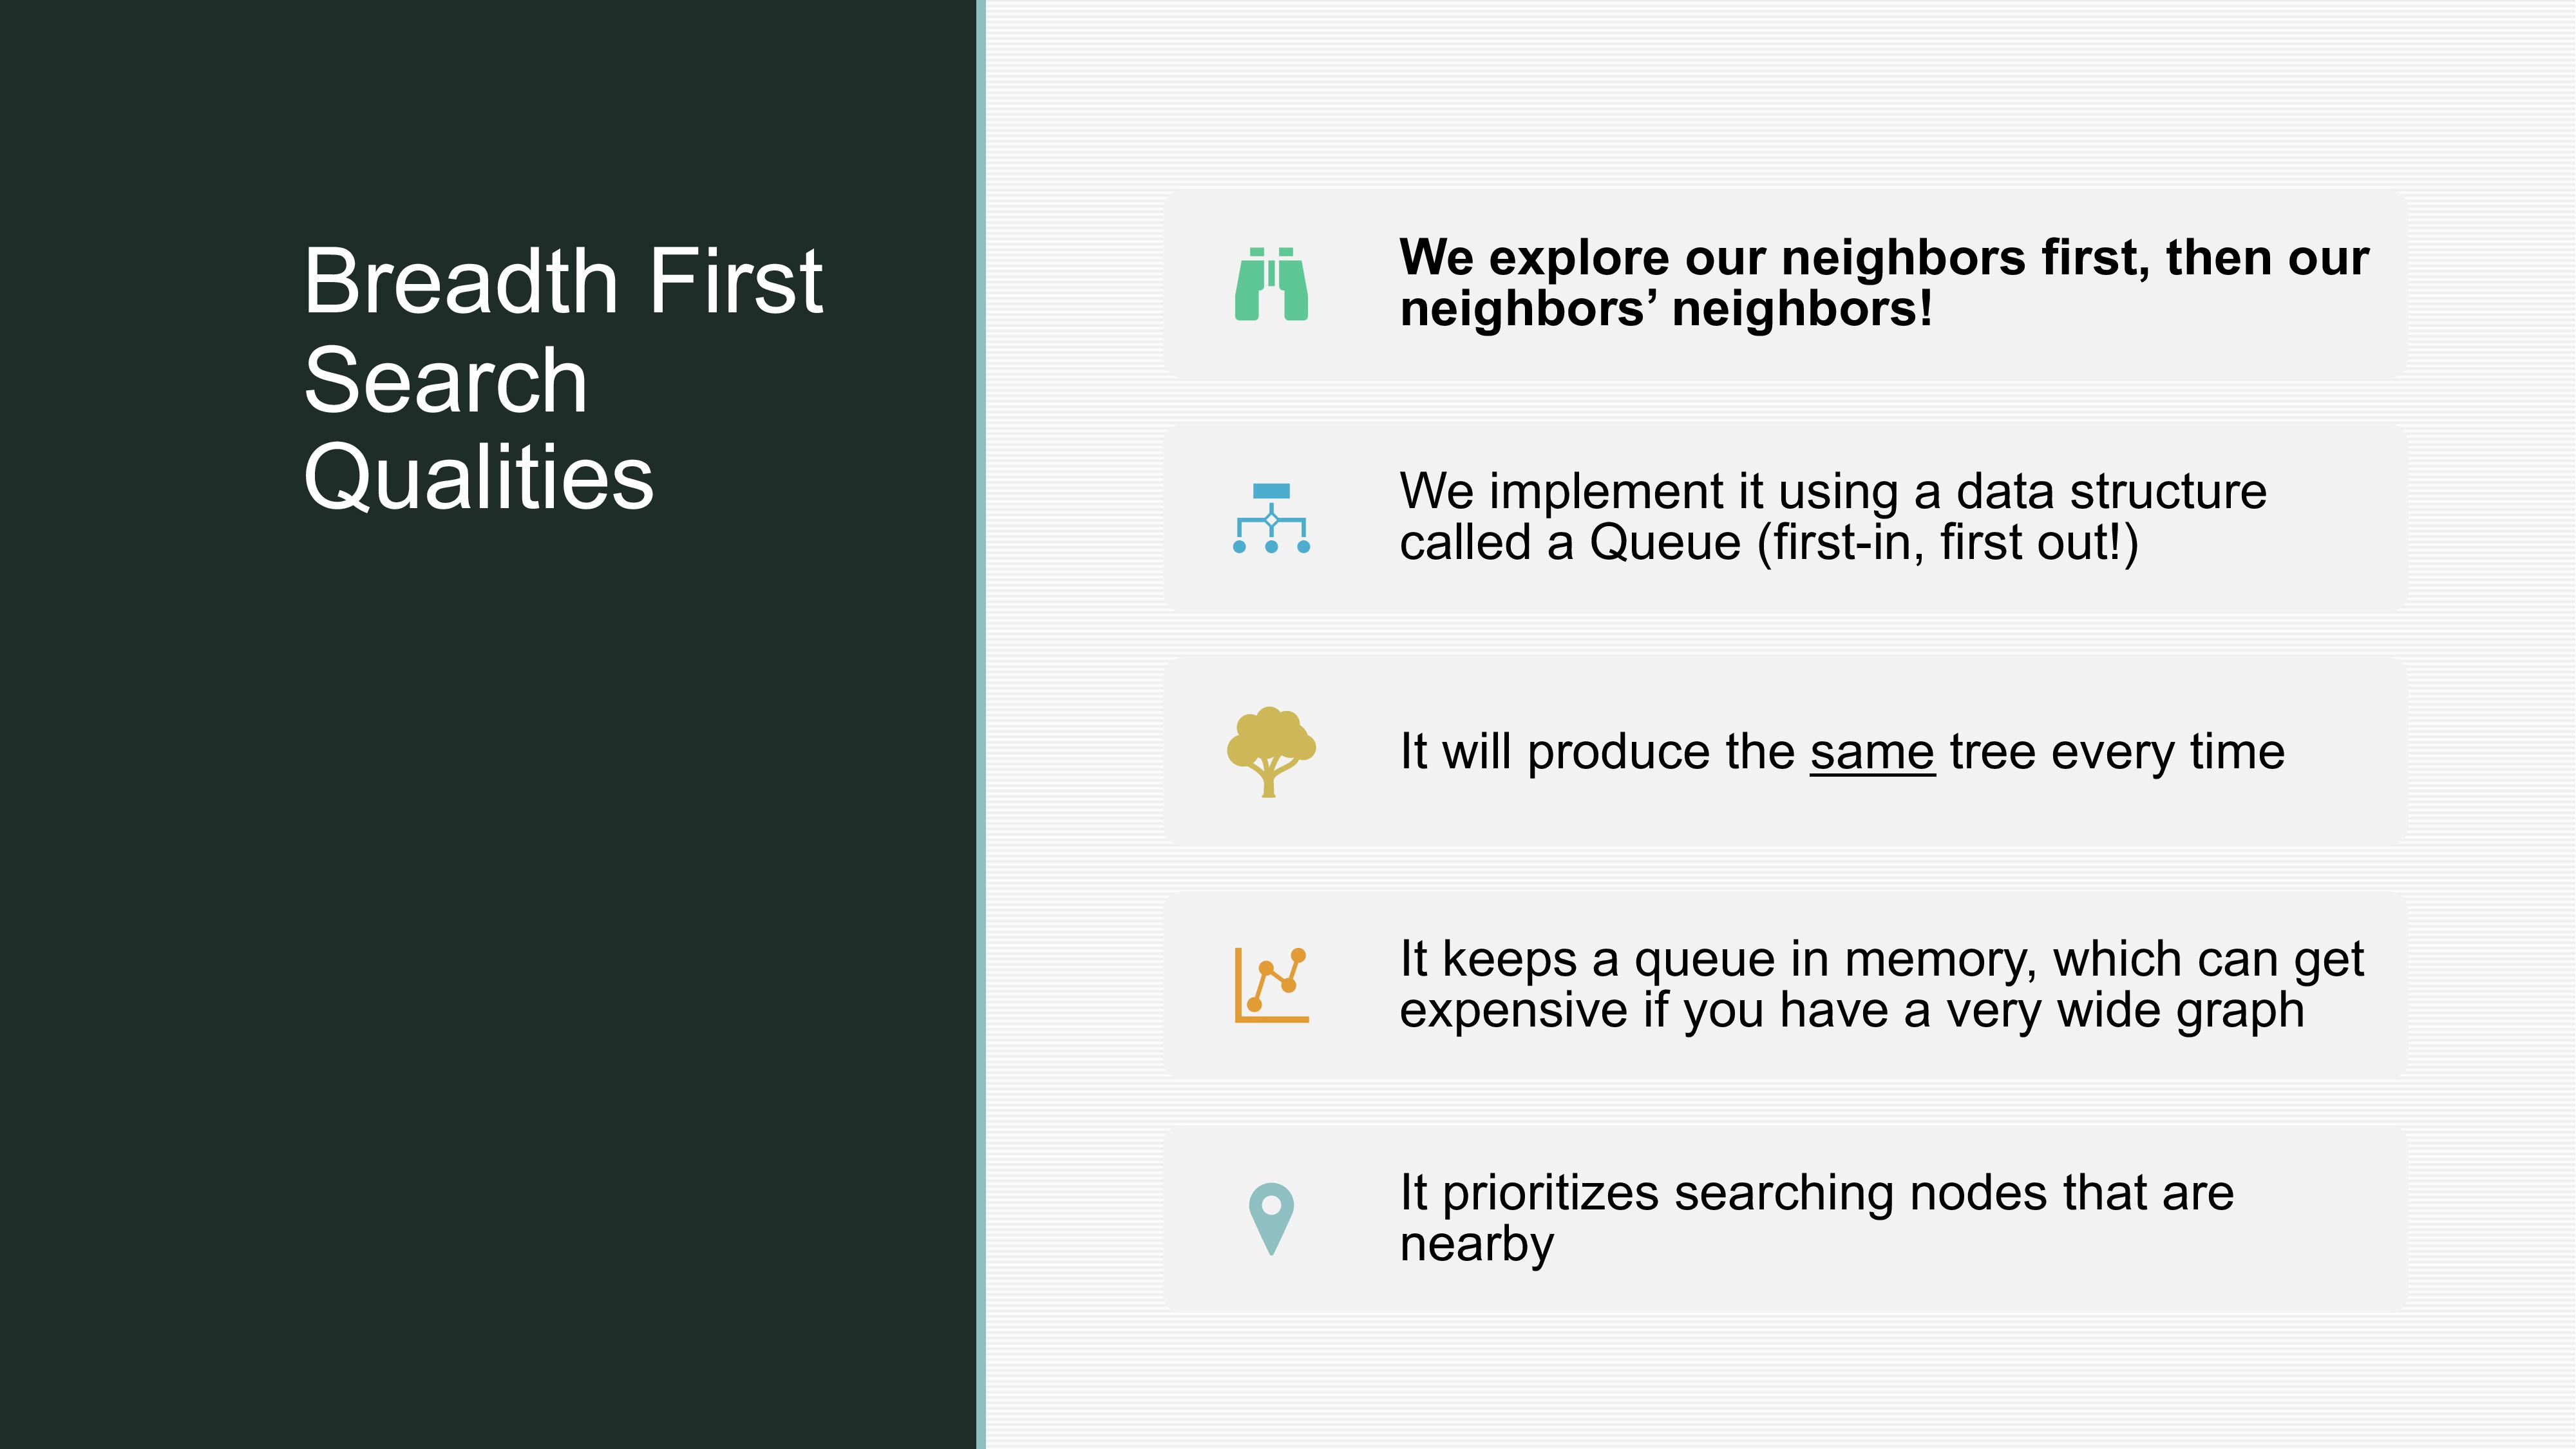 Breadth First
Search
Qualities
We explore our neighbors first, then our
neighbors’ neighbors!
We implement it using a data structure
called a Queue (first-in, first out!)
It will produce the same tree every time
It keeps a queue in memory, which can get
expensive if you have a very wide graph
It prioritizes searching nodes that are
nearby